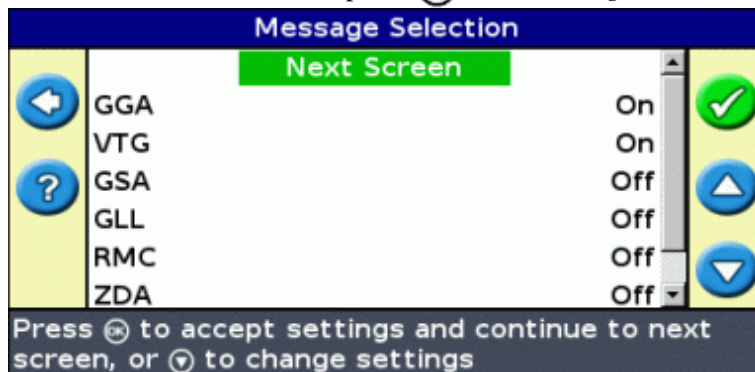 Message Selection
Next Screen
GGA On
VTG On
GSA Off
GLL Off
RMC Off
ZDA Off
Press OK to accept settings and continue to next
screen, or to change settings